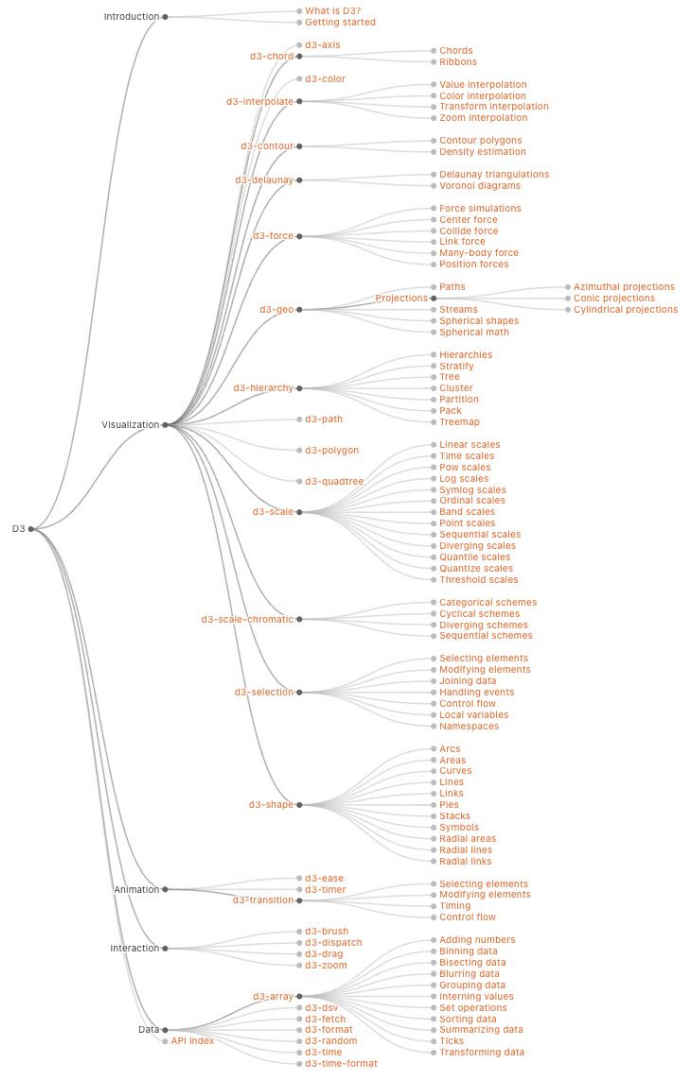 Introduction
What is D3?
Getting started
d3-axis
d3-chord
Chords
Ribbons
d3-color
d3-interpolate
Value interpolation
Color interpolation
Transform interpolation
Zoom interpolation
d3-contour
Contour polygons
Density estimation
d3-delaunay
Delaunay triangulations
Voronoi diagrams
d3-force
Force simulations
Center force
Collide force
Link force
Many-body force
Position forces
d3-geo
Paths
Projections
Azimuthal projections
Conic projections
Cylindrical projections
Streams
Spherical shapes
Spherical math
d3-hierarchy
Hierarchies
Stratify
Tree
Cluster
Partition
Pack
Treemap
Visualization
d3-path
d3-polygon
d3-quadtree
d3-scale
Linear scales
Time scales
Pow scales
Log scales
Symlog scales
Ordinal scales
Band scales
Point scales
Sequential scales
Diverging scales
Quantile scales
Quantize scales
Threshold scales
D3
d3-scale-chromatic
Categorical schemes
Cyclical schemes
Diverging schemes
Sequential schemes
d3-selection
Selecting elements
Modifying elements
Joining data
Handling events
Control flow
Local variables
Namespaces
d3-shape
Arcs
Areas
Curves
Lines
Links
Pies
Stacks
Symbols
Radial areas
Radial lines
Radial links
Animation
d3-ease
d3-timer
d3-transition
Selecting elements
Modifying elements
Timing
Control flow
Interaction
d3-brush
d3-dispatch
d3-drag
d3-zoom
Data
d3-array
Adding numbers
Binning data
Bisecting data
Blurring data
Grouping data
Interning values
Set operations
Sorting data
Summarizing data
Ticks
Transforming data
d3-dsv
d3-fetch
d3-format
d3-random
d3-time
d3-time-format
API index